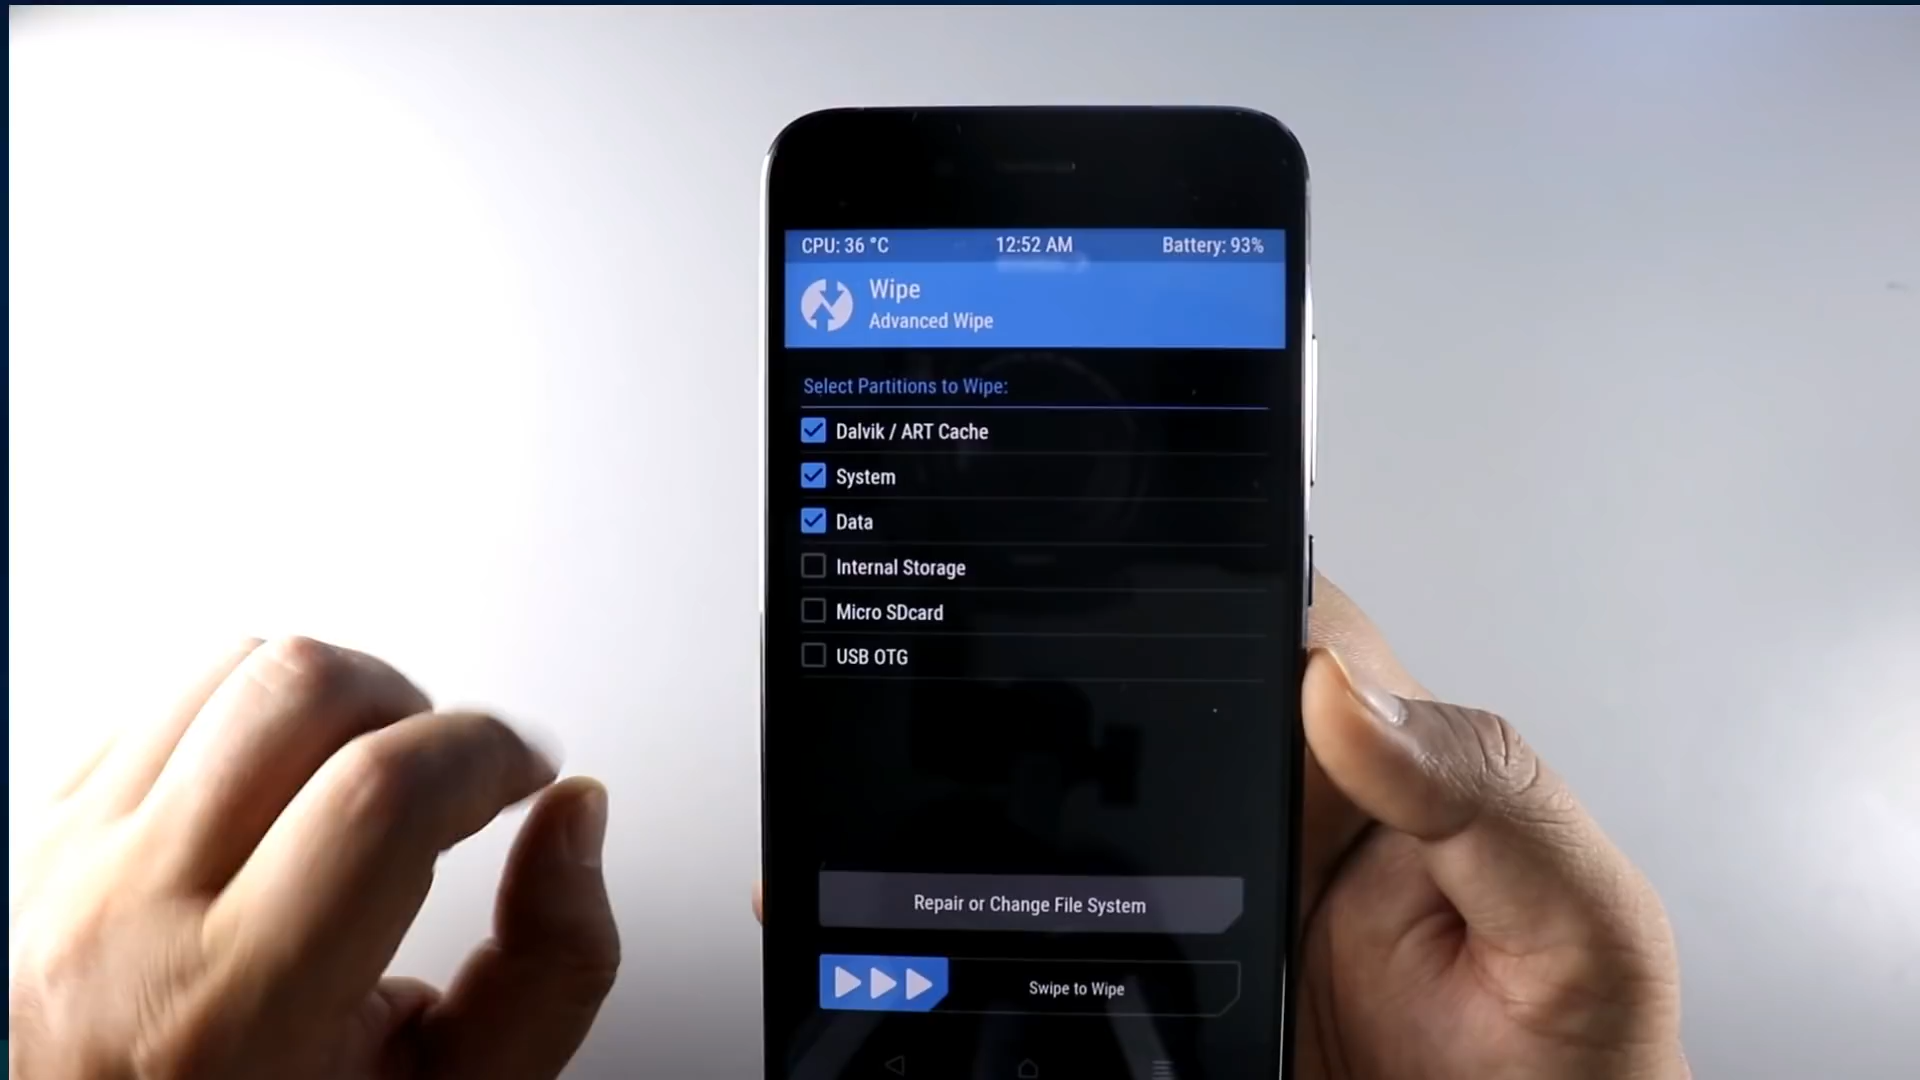 CPU: 36 °C 12:52 AM Battery: 93%
Wipe
Advanced Wipe
Select Partitions to Wipe:
Dalvik / ART Cache
System
Data
Internal Storage
Micro SDcard
USB OTG
Repair or Change File System
Swipe to Wipe